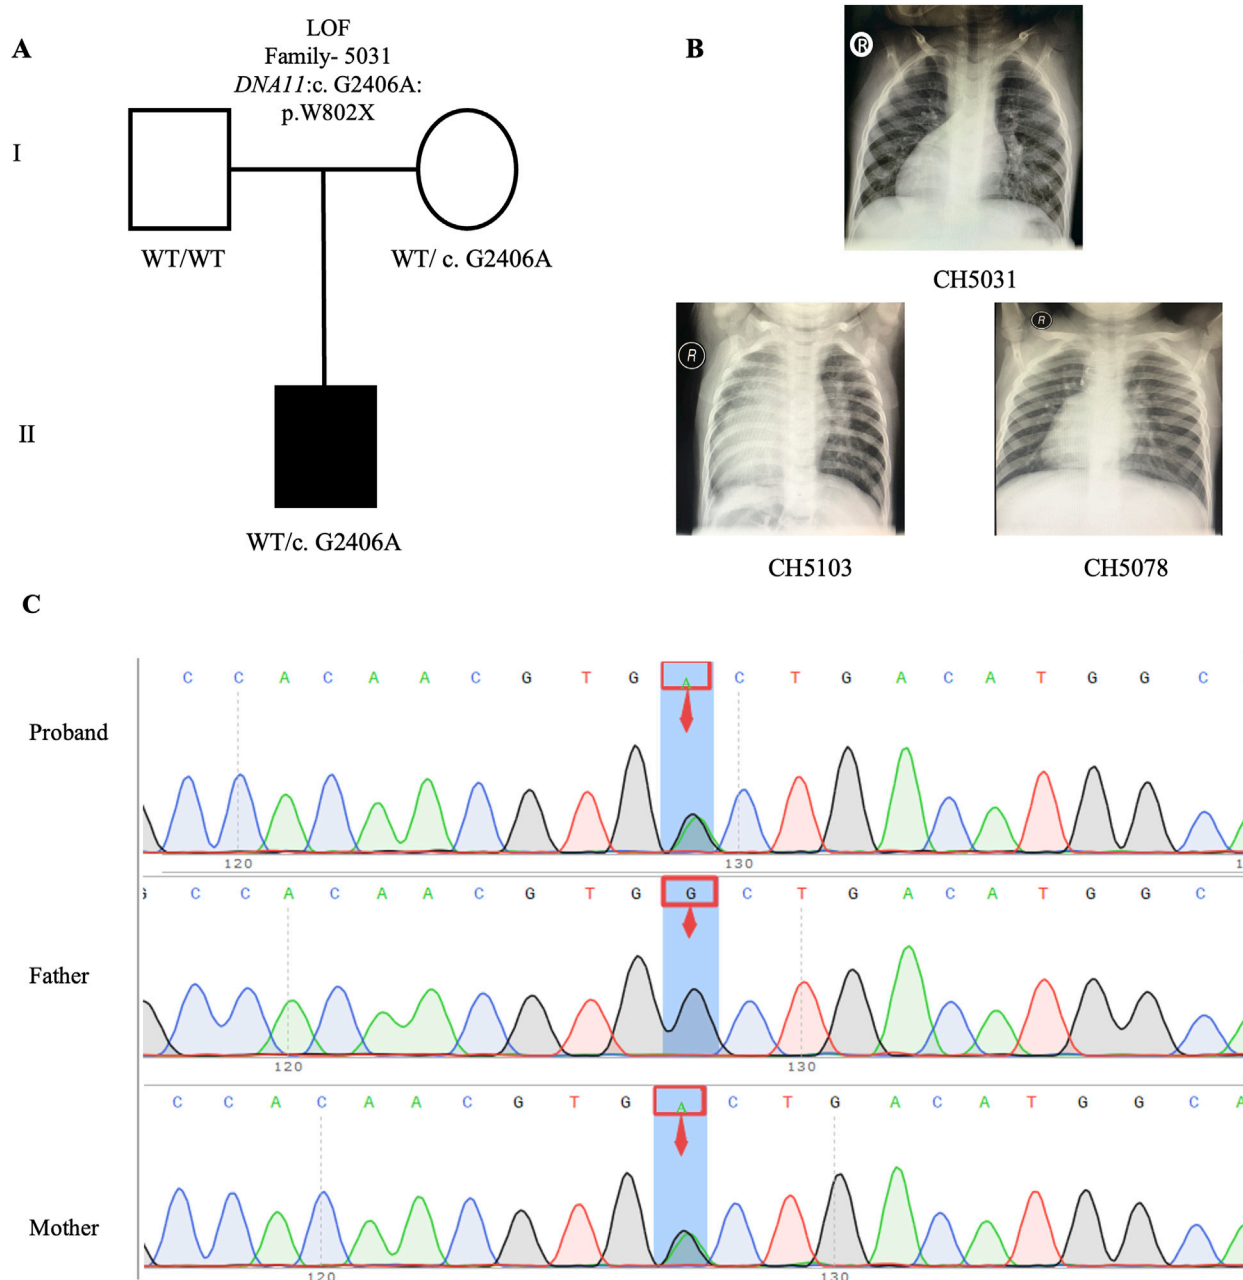 A
LOF
Family- 5031
DNA11:c. G2406A:
p.W802X
I
WT/WT
WT/ c. G2406A
II
WT/c. G2406A
B
R
CH5031
R
CH5103
R
CH5078
C
C C A C A A C G T G A C T G A C A T G G C
Proband
120 130 1
G C C A C A A C G T G G C T G A C A T G G C
Father
120 130
C C A C A A C G T G A C T G A C A T G G C A
Mother
120 130